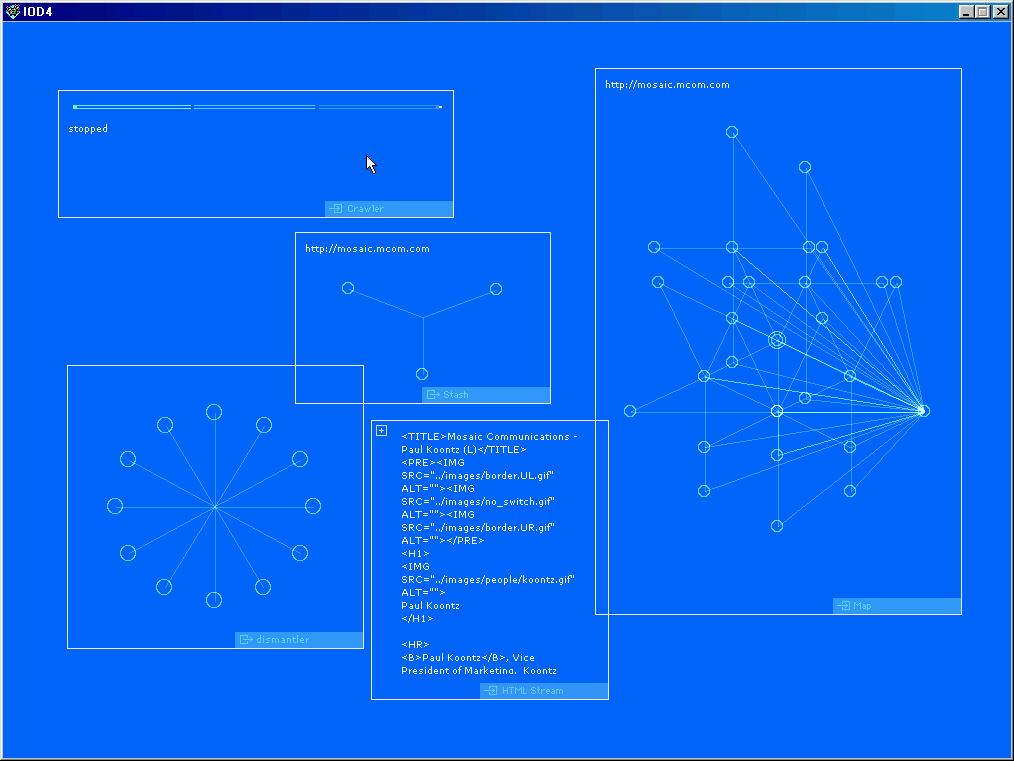 IOD4
stopped
Crawler
http://mosaic.mcom.com
Stash
dismantler
<TITLE>Mosaic Communications -
Paul Koontz (L)</TITLE>
<PRE><IMG
SRC="../images/border.UL.gif"
ALT=""><IMG
SRC="../images/no_switch.gif"
ALT=""><IMG
SRC="../images/border.UR.gif"
ALT=""></PRE>
<H1>
<IMG
SRC="../images/people/koontz.gif"
ALT="">
Paul Koontz
</H1>
<HR>
<B>Paul Koontz</B>, Vice
President of Marketing. Koontz
HTML Stream
http://mosaic.mcom.com
Map